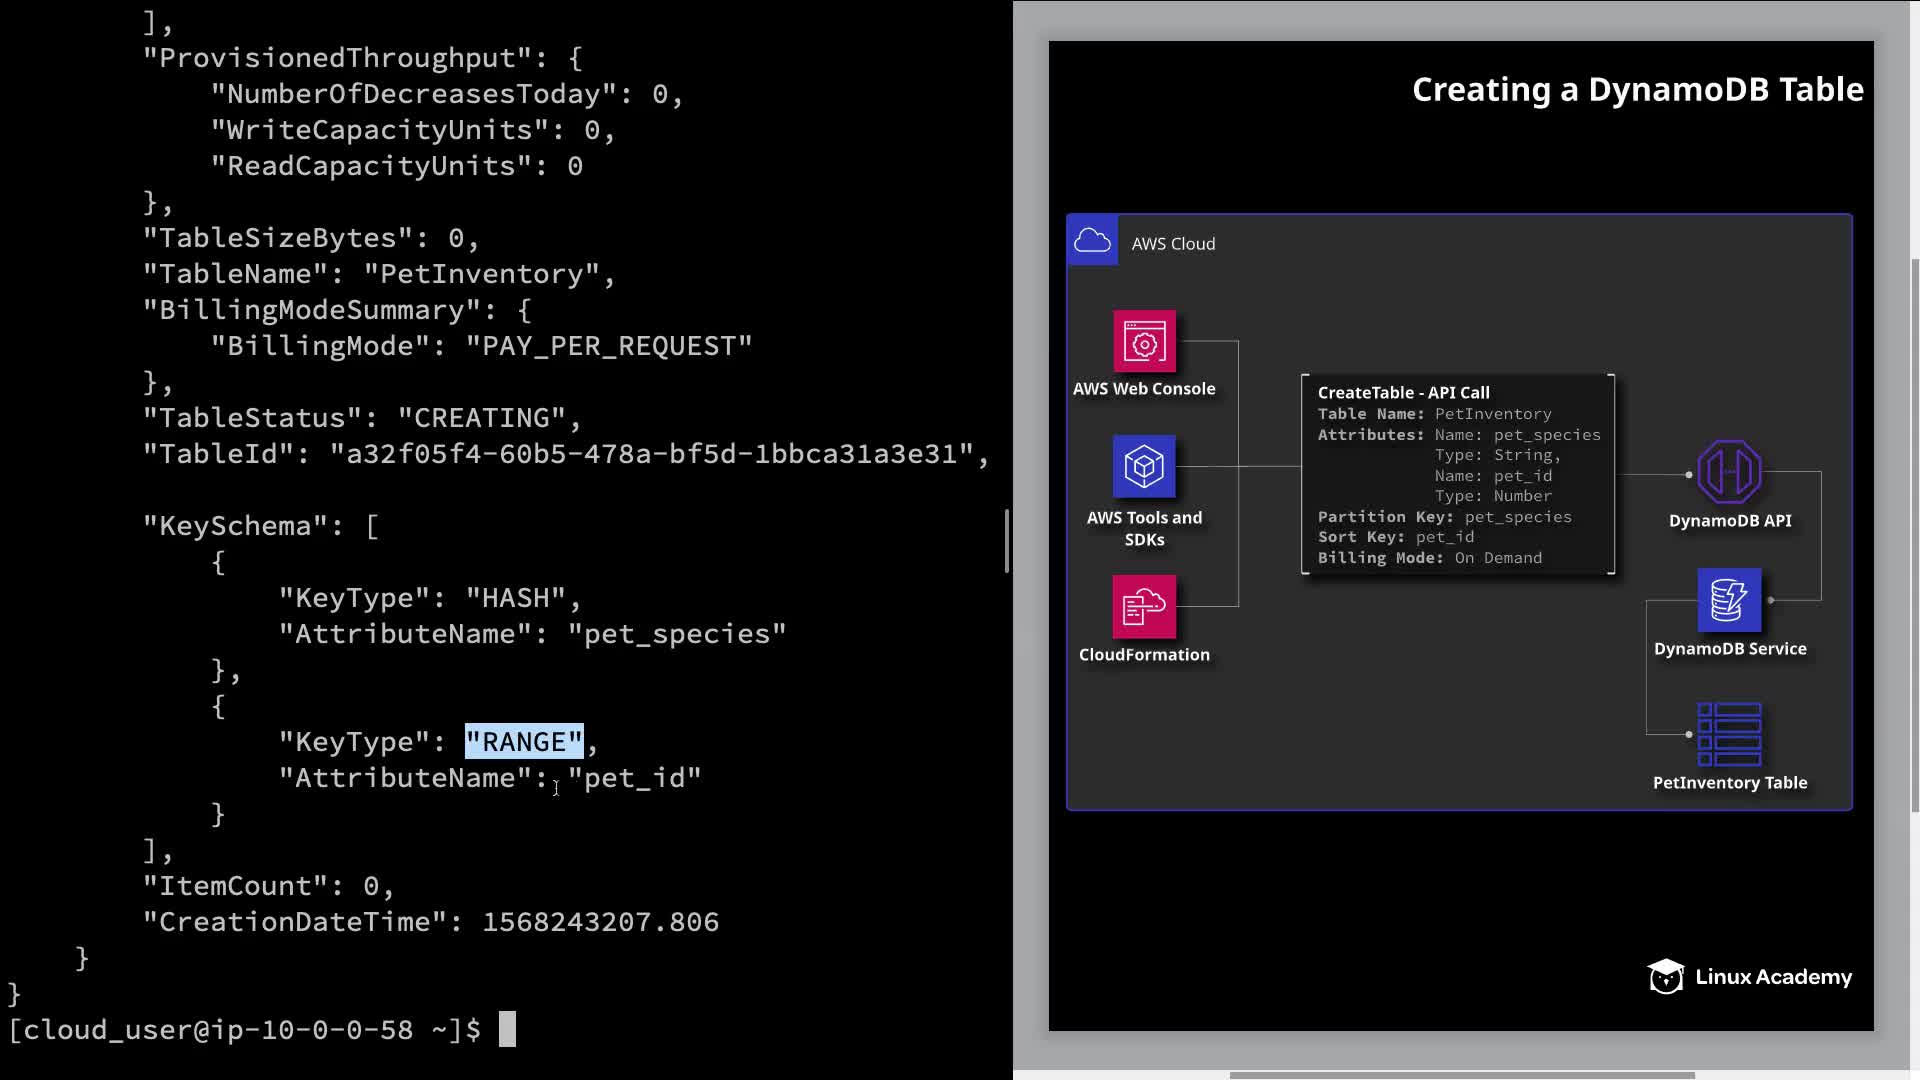 ],
"ProvisionedThroughput": {
"NumberOfDecreasesToday": 0,
"WriteCapacityUnits": 0,
"ReadCapacityUnits": 0
},
"TableSizeBytes": 0,
"TableName": "PetInventory",
"BillingModeSummary": {
"BillingMode": "PAY_PER_REQUEST"
},
"TableStatus": "CREATING",
"TableId": "a32f05f4-60b5-478a-bf5d-1bbca31a3e31",
"KeySchema": [
{
"KeyType": "HASH",
"AttributeName": "pet_species"
},
{
"KeyType": "RANGE",
"AttributeName": "pet_id"
}
],
"ItemCount": 0,
"CreationDateTime": 1568243207.806
}
}
[cloud_user@ip-10-0-0-58 ~]$
Creating a DynamoDB Table
AWS Cloud
AWS Web Console
AWS Tools and
SDKs
CloudFormation
CreateTable - API Call
Table Name: PetInventory
Attributes: Name: pet_species
Type: String,
Name: pet_id
Type: Number
Partition Key: pet_species
Sort Key: pet_id
Billing Mode: On Demand
DynamoDB API
DynamoDB Service
PetInventory Table
Linux Academy